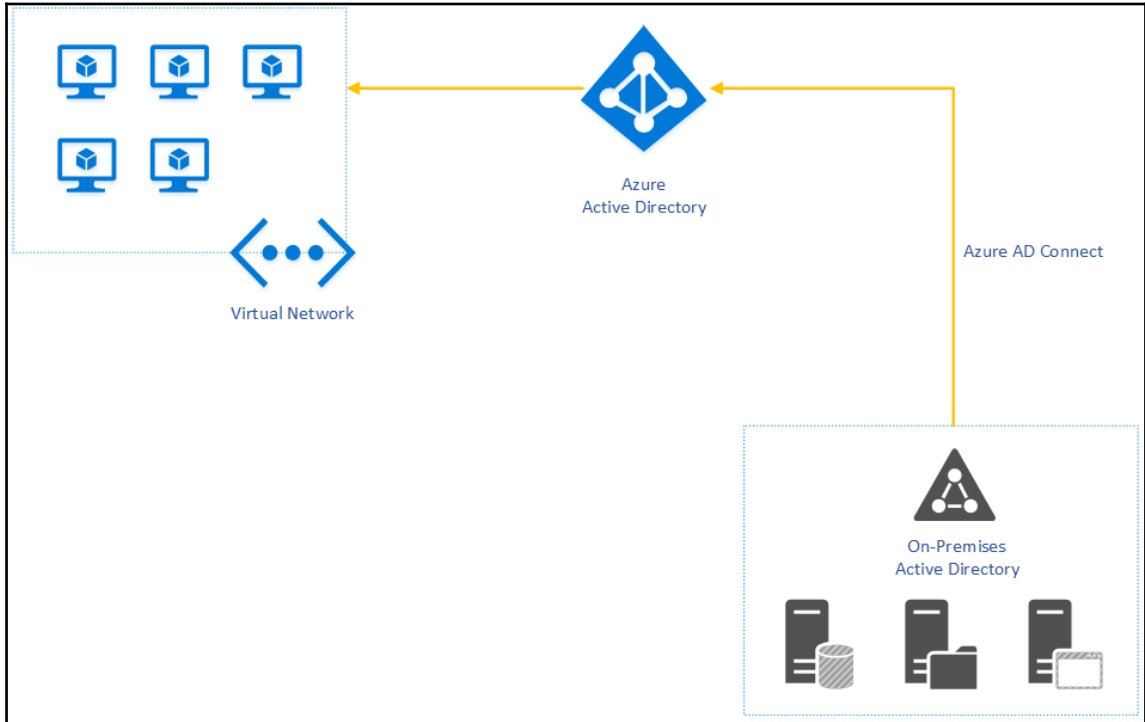 Azure
Active Directory
Azure AD Connect
Virtual Network
On-Premises
Active Directory